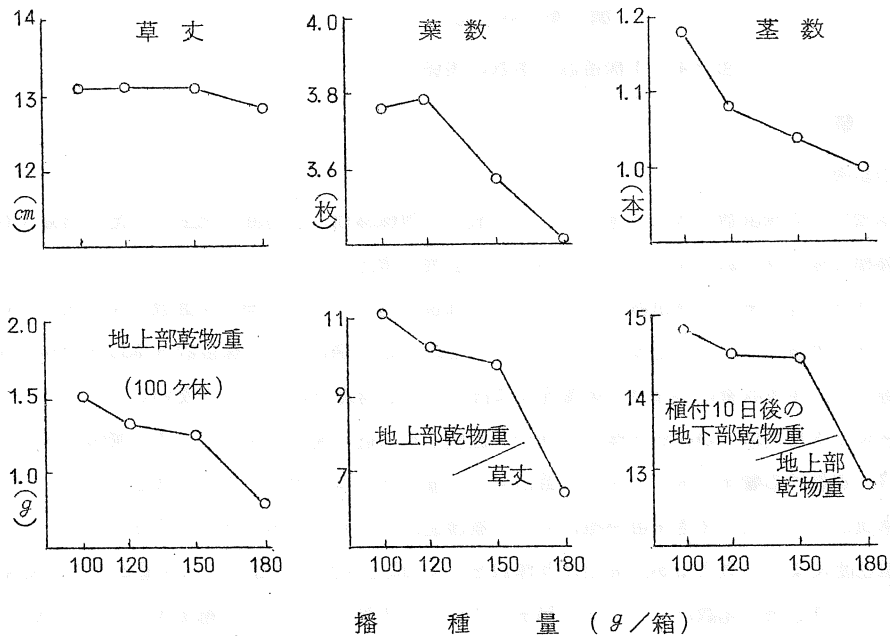 草丈
14
13
12
(cm)
葉数
4.0
3.8
3.6
(枚)
茎数
1.2
1.1
1.0
(本)
地上部乾物重
(100ケ体)
2.0
1.5
1.0
(g)
100 120 150 180
11
9
7
地上部乾物重
草丈
100 120 150 180
15
14
13
植付10日後の
地下部乾物重
地上部
乾物重
100 120 150 180
播種量 (g/箱)